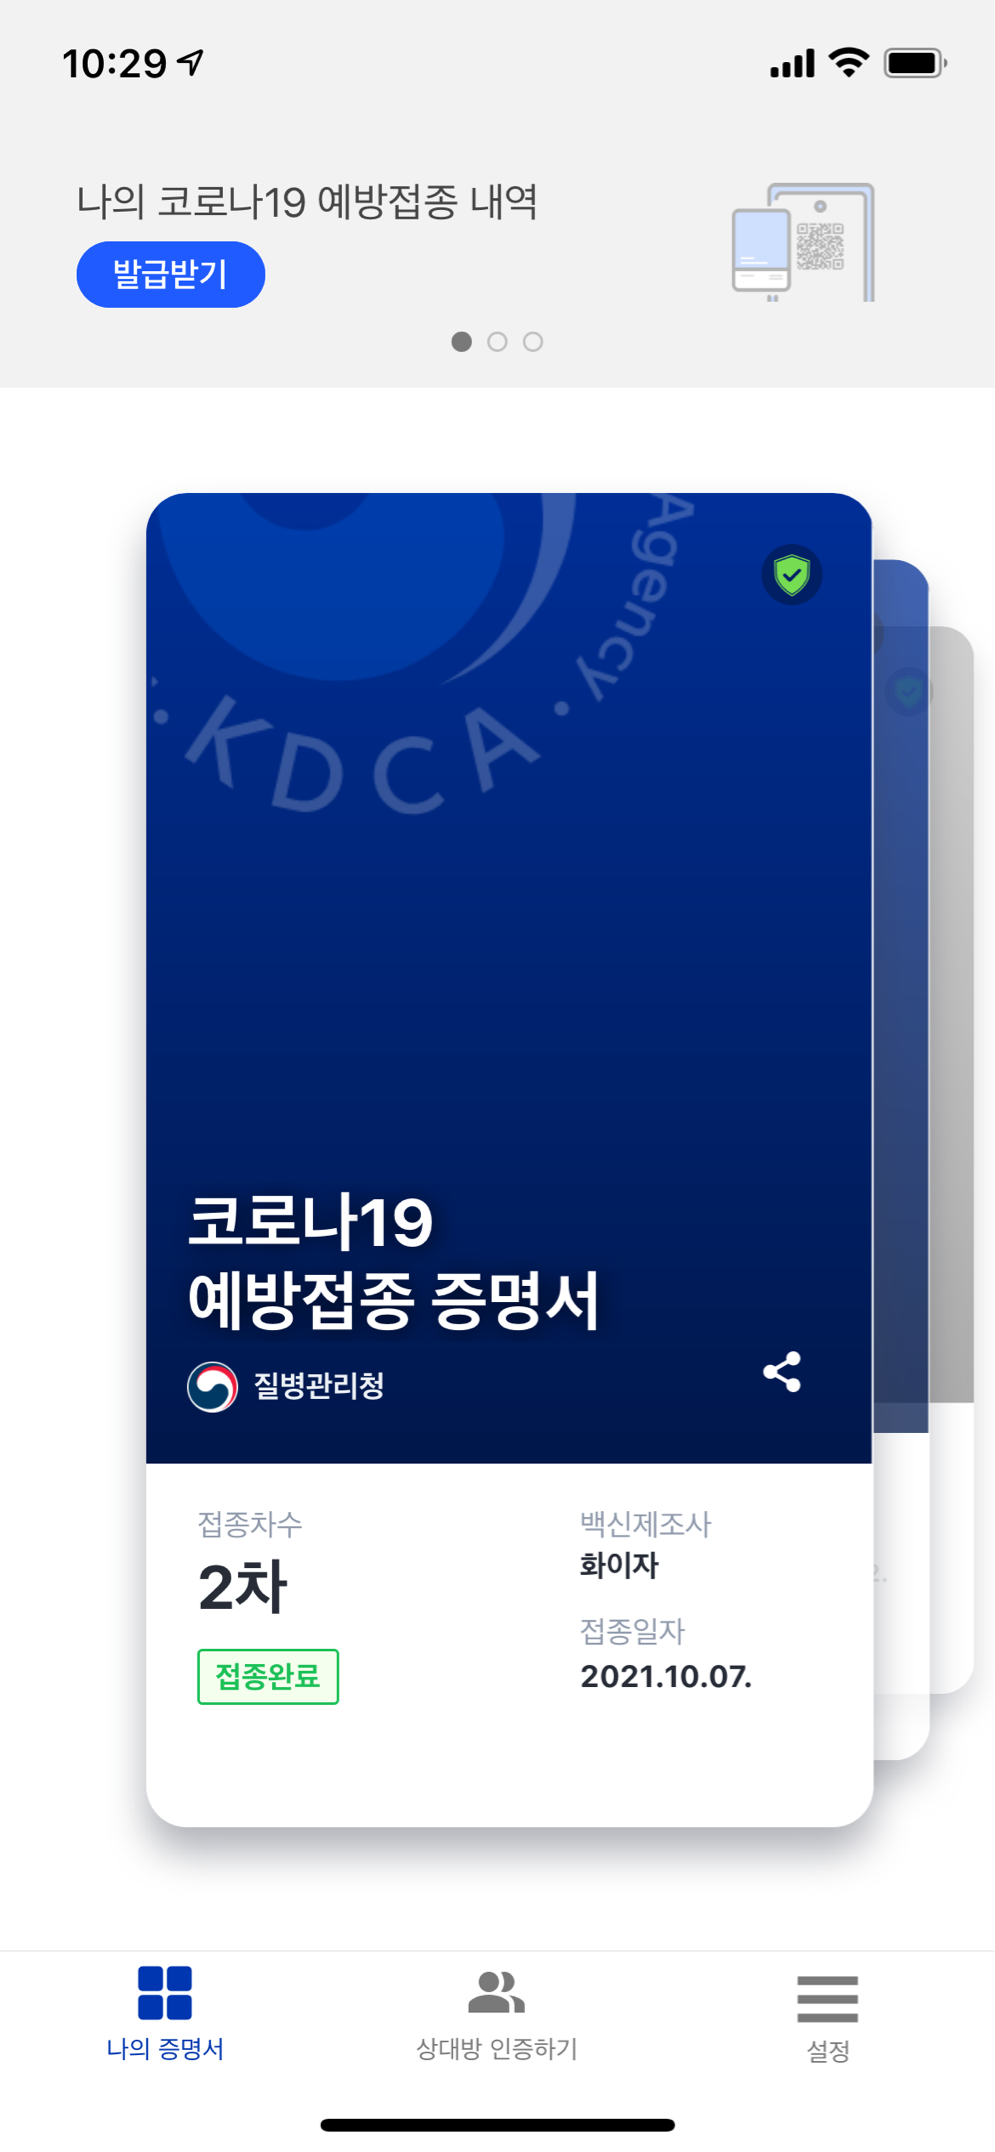 10:29
나의 코로나19 예방접종 내역
발급받기
Agency · KDCA ·
코로나19
예방접종 증명서
질병관리청
접종차수
2차
접종완료
백신제조사
화이자
접종일자
2021.10.07.
2.
나의 증명서
상대방 인증하기
설정